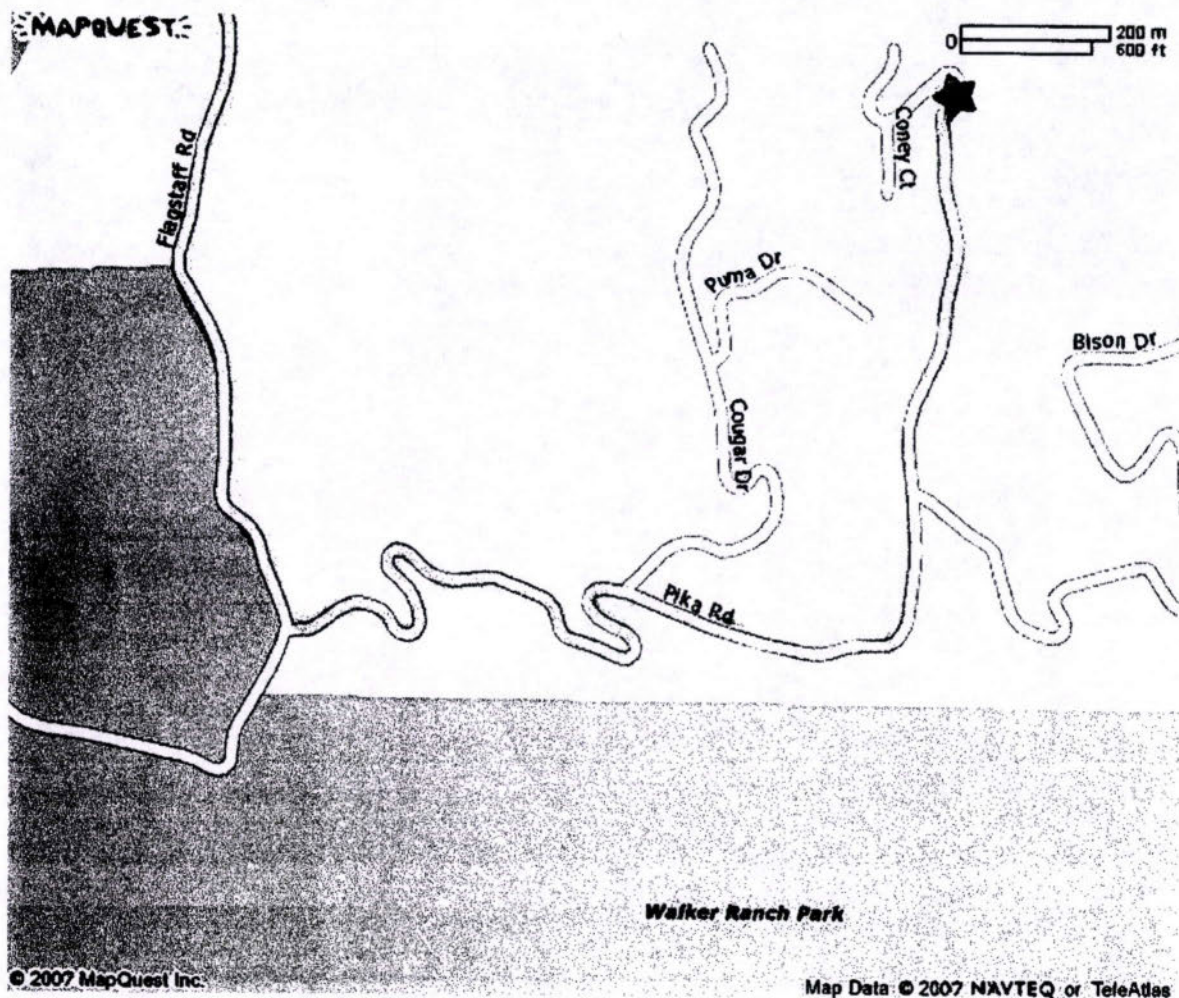 MAPQUEST
0
200 m
600 ft
Flagstaff Rd
Coney Ct
Puma Dr
Bison Dr
Cougar Dr
Pika Rd
Walker Ranch Park
© 2007 MapQuest Inc.
Map Data © 2007 NAVTEQ or TeleAtlas